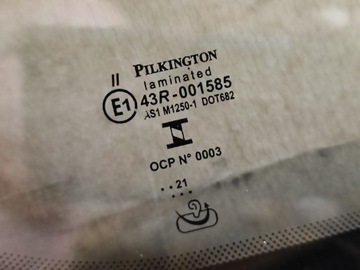 II
PILKINGTON
laminated
E1 43R-001585
AS1 M1250-1 DOT682
OCP N° 0003
..21
...